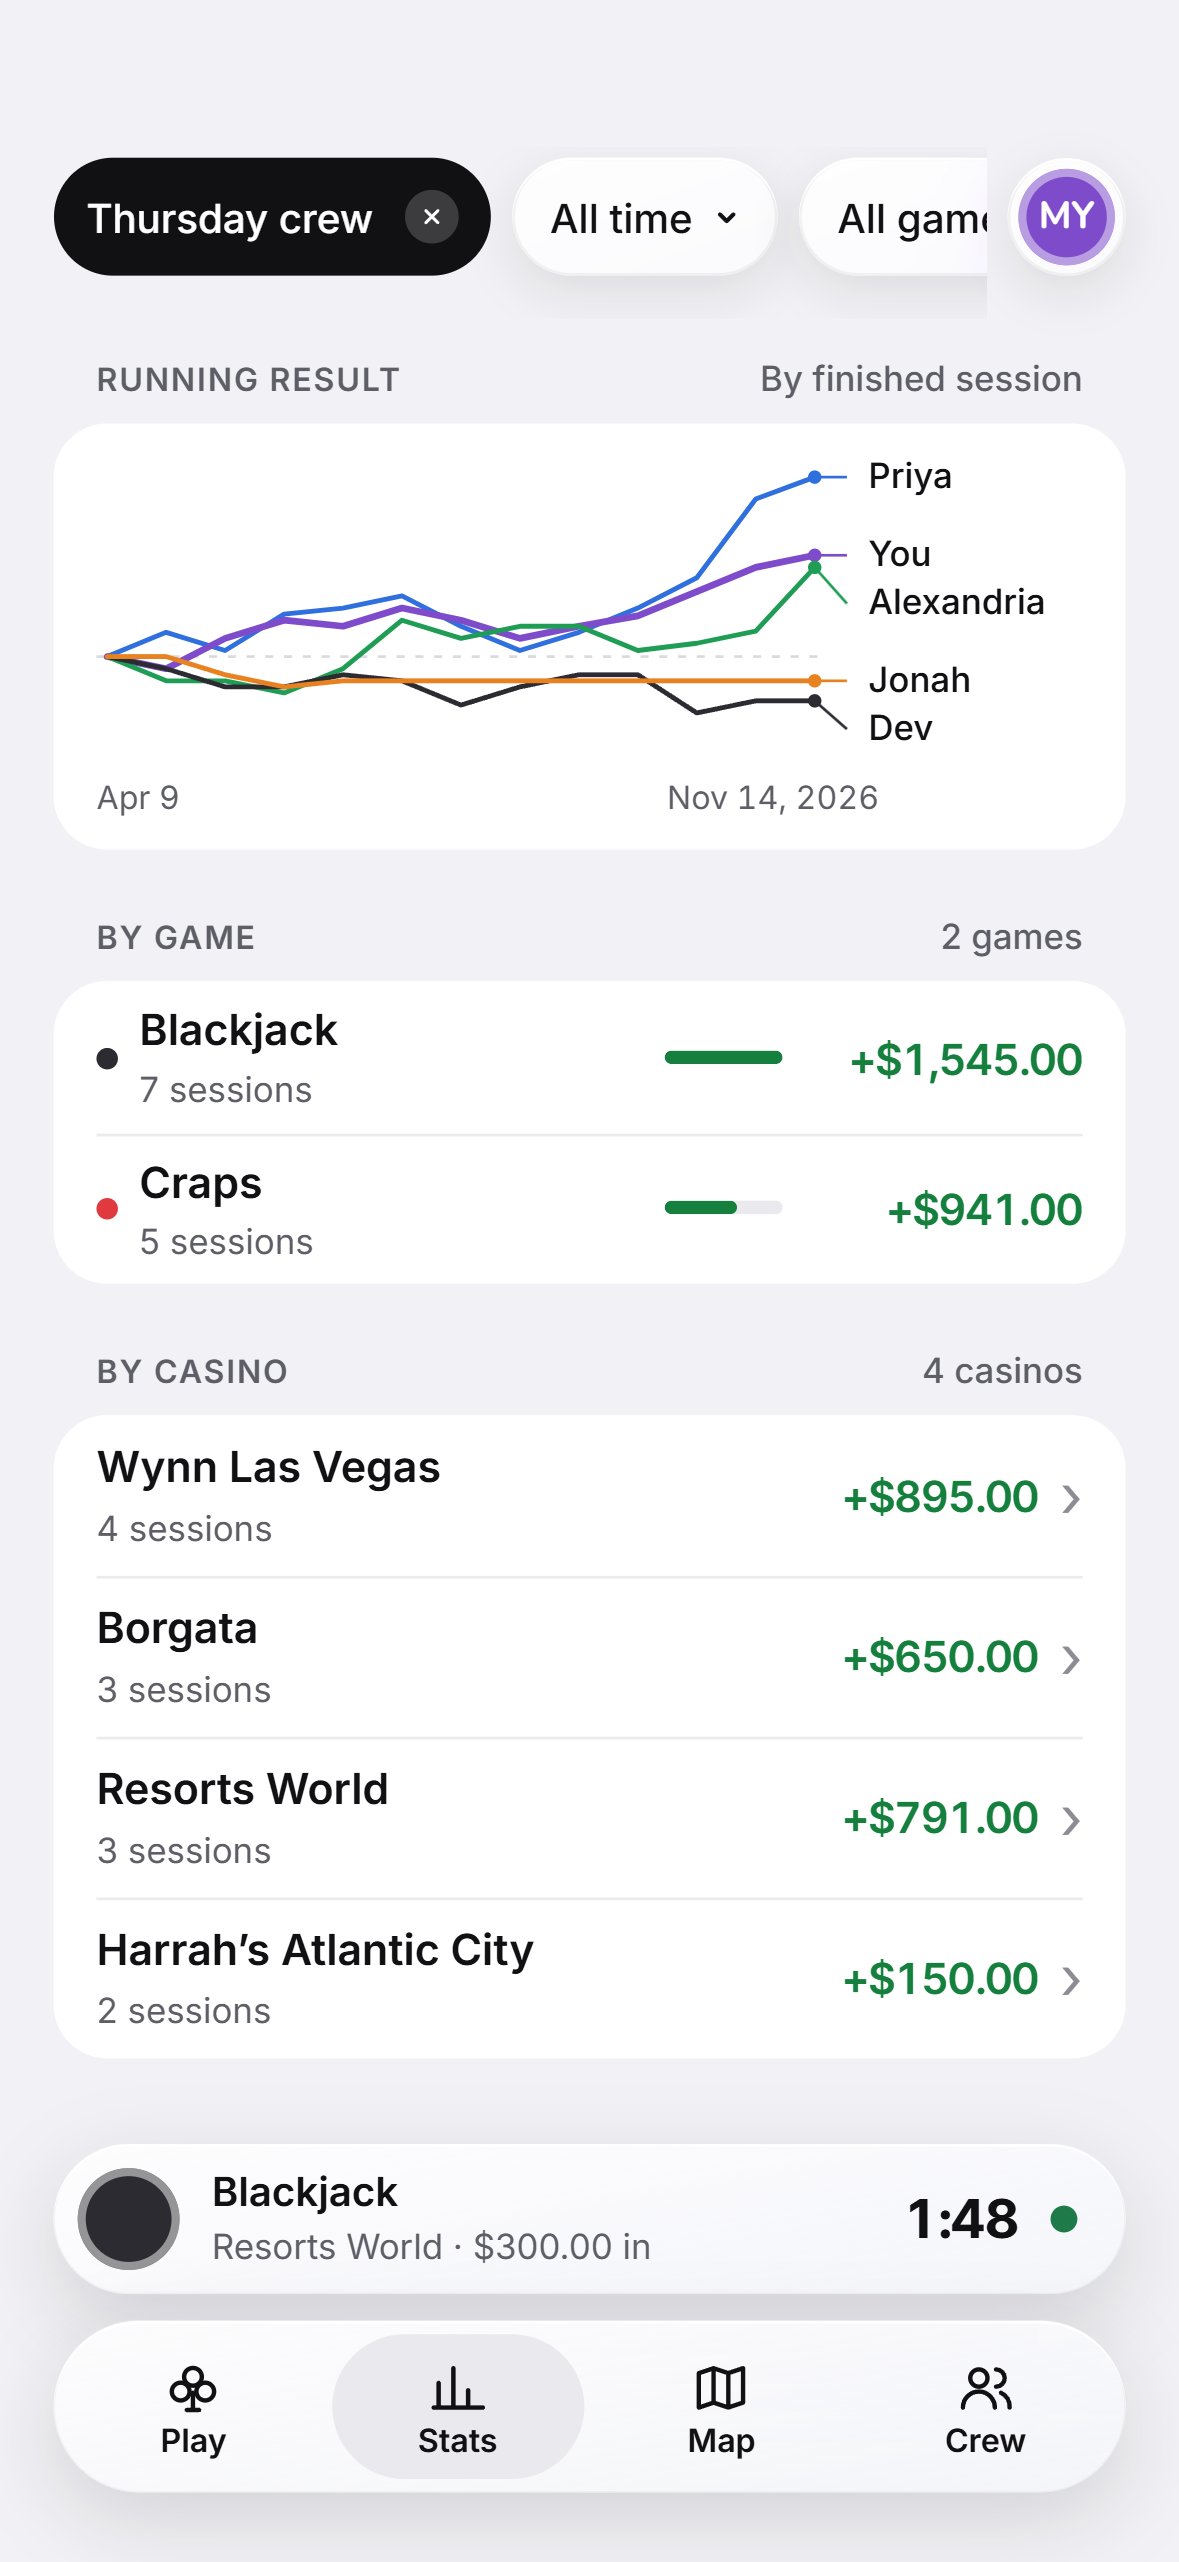 Thursday crew
All time
All game
MY
RUNNING RESULT
By finished session
Priya
You
Alexandria
Jonah
Dev
Apr 9
Nov 14, 2026
BY GAME
2 games
Blackjack
7 sessions
+$1,545.00
Craps
5 sessions
+$941.00
BY CASINO
4 casinos
Wynn Las Vegas
4 sessions
+$895.00
Borgata
3 sessions
+$650.00
Resorts World
3 sessions
+$791.00
Harrah’s Atlantic City
2 sessions
+$150.00
Blackjack
Resorts World · $300.00 in
1:48
Play
Stats
Map
Crew